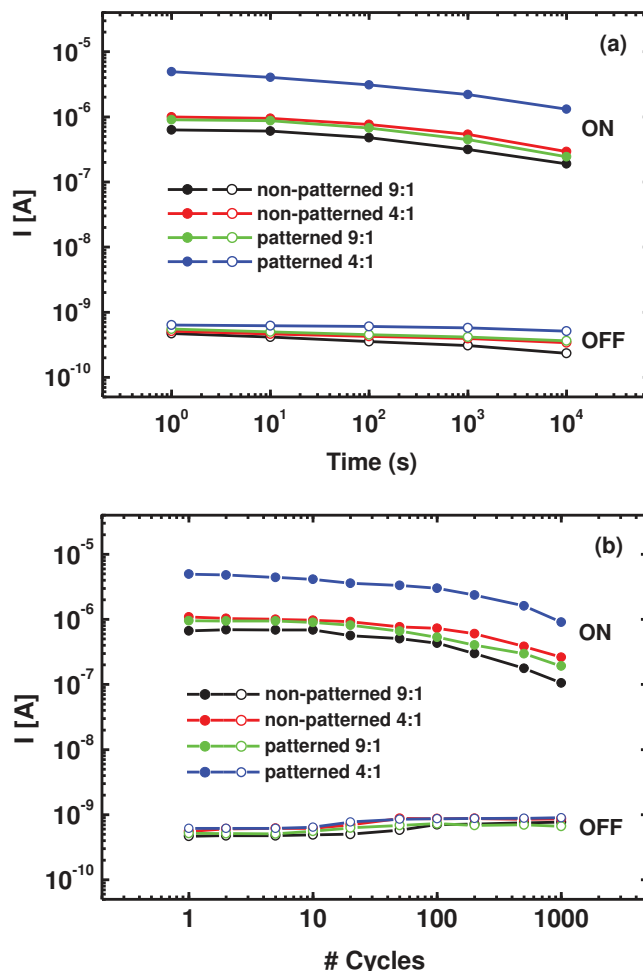 (a)
10⁻⁵
10⁻⁶
ON
10⁻⁷
I [A]
non-patterned 9:1
non-patterned 4:1
patterned 9:1
patterned 4:1
10⁻⁸
10⁻⁹
OFF
10⁻¹⁰
10⁰ 10¹ 10² 10³ 10⁴
Time (s)
(b)
10⁻⁵
10⁻⁶
ON
10⁻⁷
I [A]
non-patterned 9:1
non-patterned 4:1
patterned 9:1
patterned 4:1
10⁻⁸
10⁻⁹
OFF
10⁻¹⁰
1 10 100 1000
# Cycles